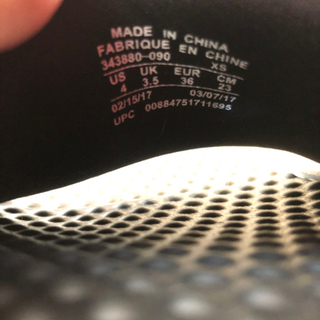 MADE IN CHINA
FABRIQUE EN CHINE
343880-090 XS
US UK EUR CM
4 3.5 36 23
02/15/17 03/07/17
UPC 00884751711695